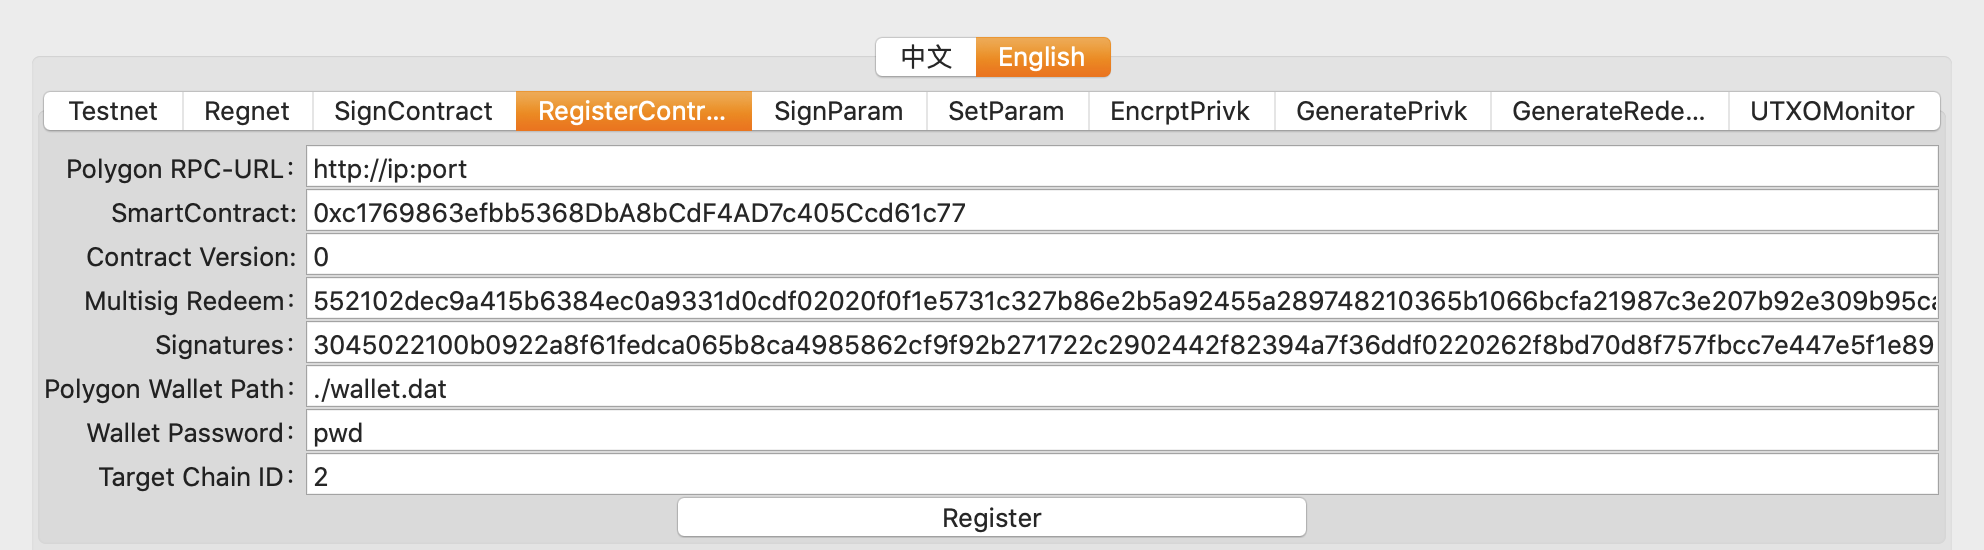 中文 English
Testnet Regnet SignContract RegisterContr... SignParam SetParam EncrptPrivk GeneratePrivk GenerateRede... UTXOMonitor
Polygon RPC-URL: http://ip:port
SmartContract: 0xc1769863efbb5368DbA8bCdF4AD7c405Ccd61c77
Contract Version: 0
Multisig Redeem: 552102dec9a415b6384ec0a9331d0cdf02020f0f1e5731c327b86e2b5a92455a289748210365b1066bcfa21987c3e207b92e309b95ca
Signatures: 3045022100b0922a8f61fedca065b8ca4985862cf9f92b271722c2902442f82394a7f36ddf0220262f8bd70d8f757fbcc7e447e5f1e89
Polygon Wallet Path: ./wallet.dat
Wallet Password: pwd
Target Chain ID: 2
Register